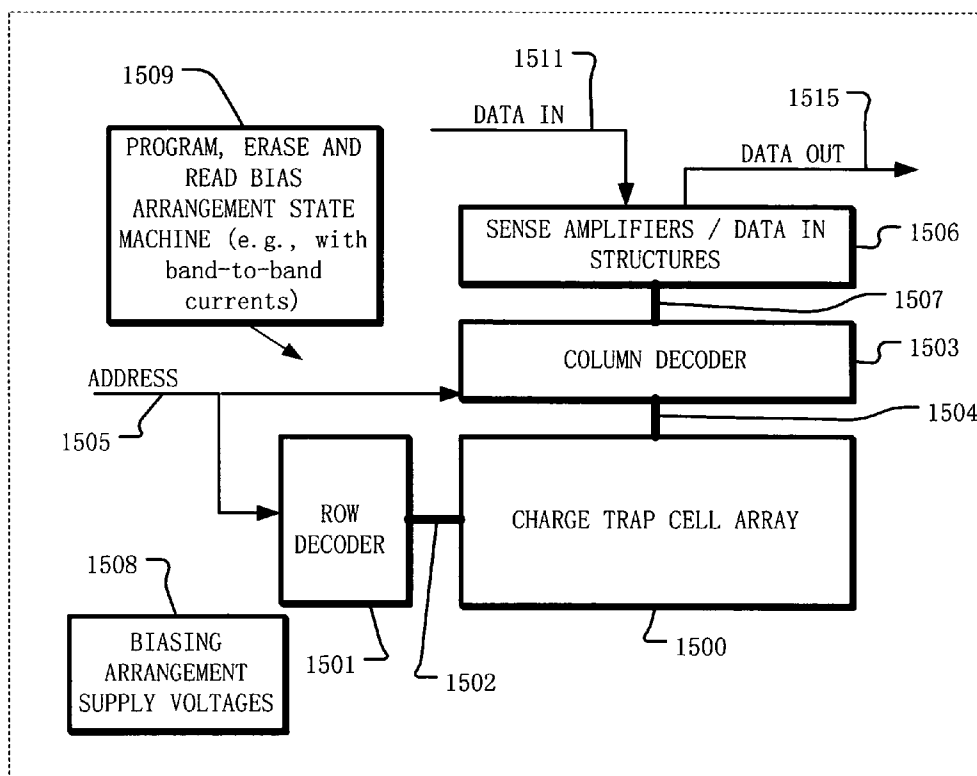 1511
1509
1515
DATA IN
DATA OUT
PROGRAM, ERASE AND
READ BIAS
ARRANGEMENT STATE
MACHINE (e.g., with
band-to-band
currents)
SENSE AMPLIFIERS / DATA IN
STRUCTURES
1506
1507
COLUMN DECODER
1503
ADDRESS
1504
1505
ROW
DECODER
CHARGE TRAP CELL ARRAY
1508
BIASING
ARRANGEMENT
SUPPLY VOLTAGES
1501
1502
1500